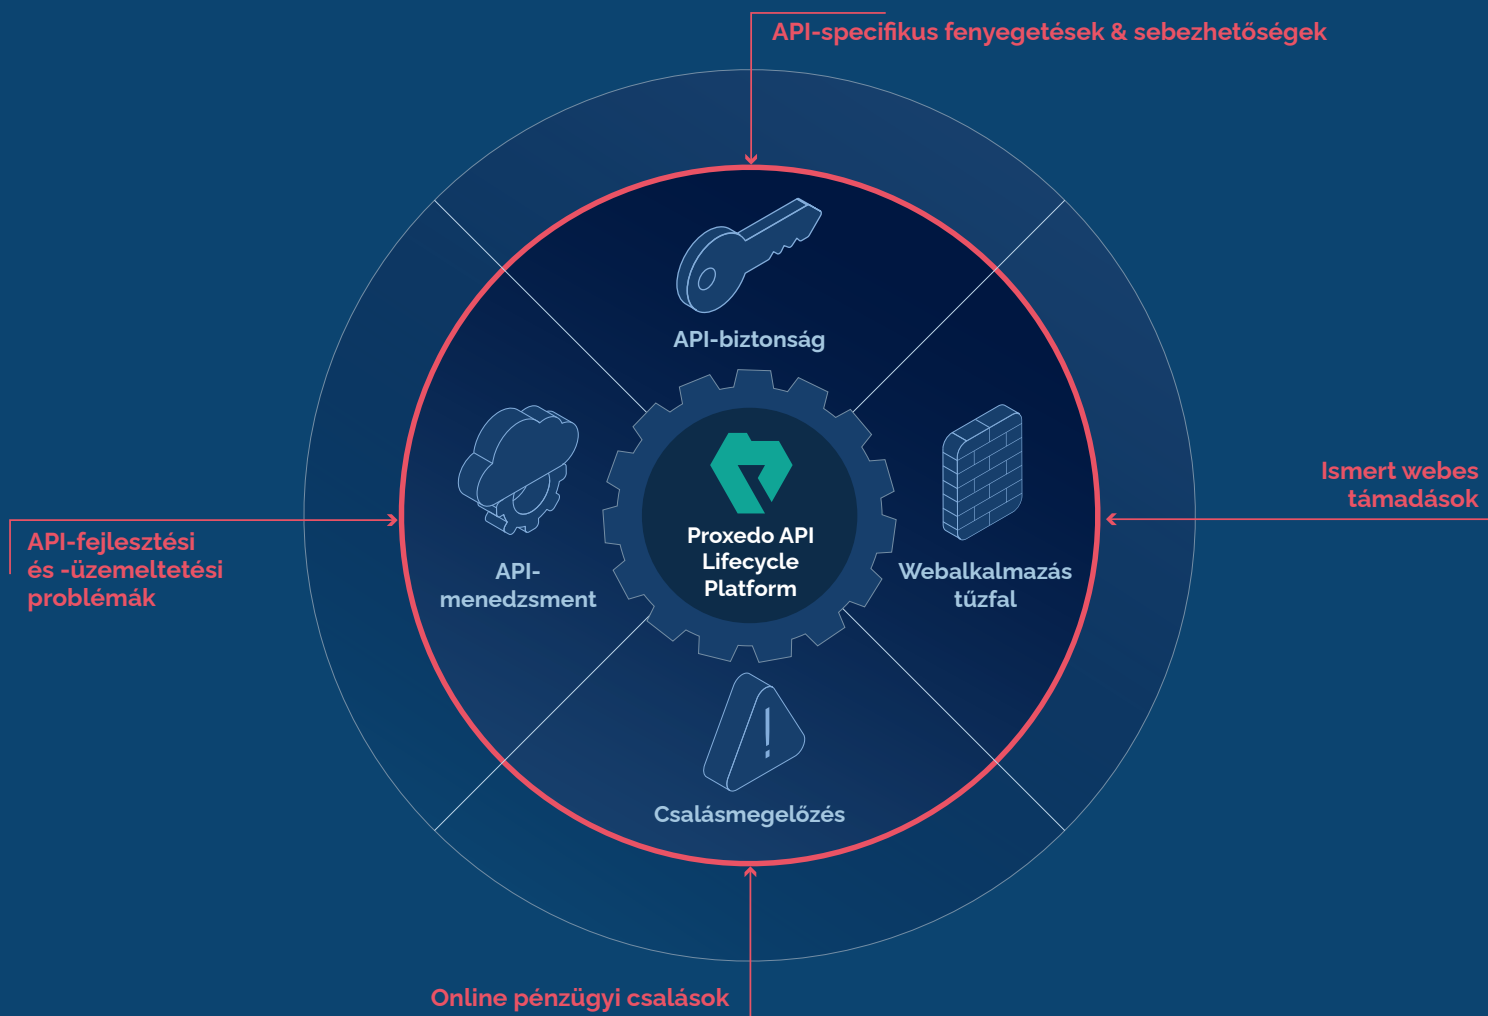 API-specifikus fenyegetések & sebezhetőségek
API-biztonság
Ismert webes
támadások
API-fejlesztési
és -üzemeltetési
problémák
API-
menedzsment
Proxedo API
Lifecycle
Platform
Webalkalmazás
tűzfal
Csalásmegelőzés
Online pénzügyi csalások